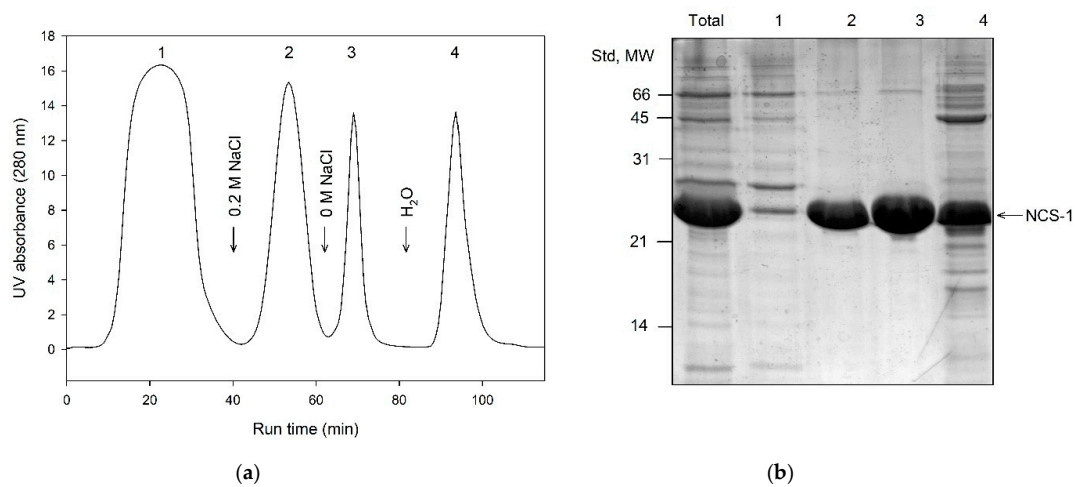 1 2 3 4
18
16
14
12
10
8
6
4
2
0
UV absorbance (280 nm)
0.2 M NaCl
0 M NaCl
H₂O
0 20 40 60 80 100
Run time (min)
(a)
Total 1 2 3 4
Std, MW
66
45
31
21
14
NCS-1
(b)